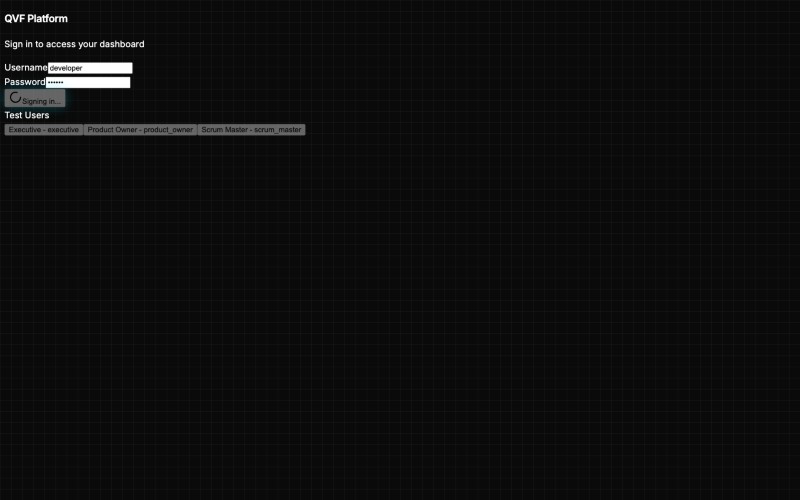 QVF Platform
Sign in to access your dashboard
Username developer
Password ••••••
Signing in...
Test Users
Executive - executive Product Owner - product_owner Scrum Master - scrum_master